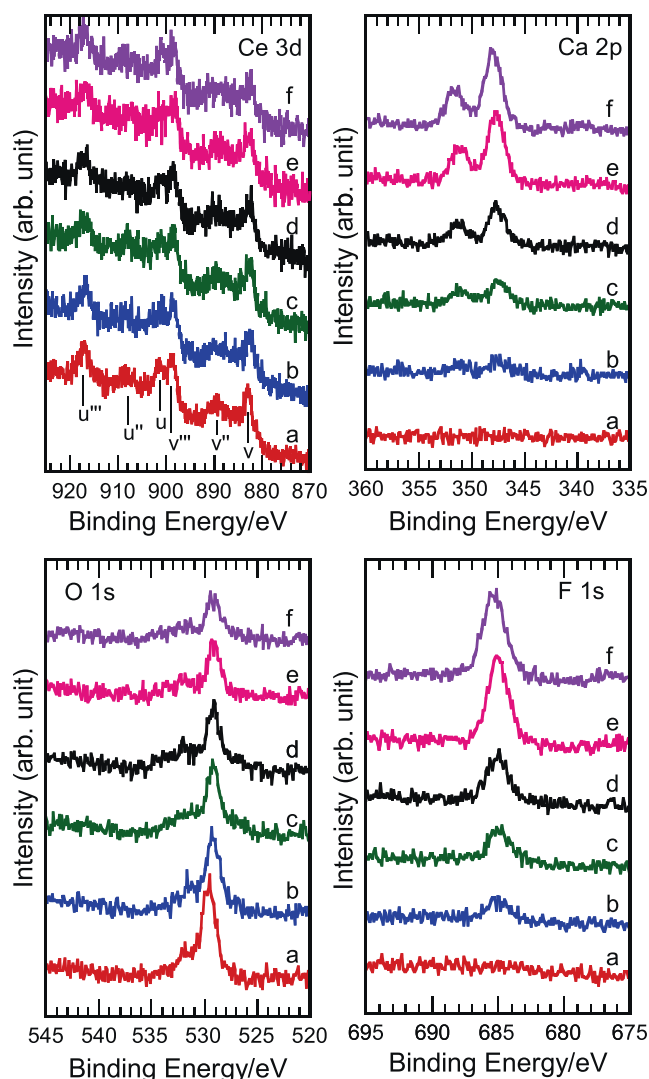 Ce 3d
f
e
d
c
b
a
u''' u'' u v''' v'' v
920 910 900 890 880 870
Binding Energy/eV
Intensity (arb. unit)
Ca 2p
f
e
d
c
b
a
360 355 350 345 340 335
Binding Energy/eV
Intensity (arb. unit)
O 1s
f
e
d
c
b
a
545 540 535 530 525 520
Binding Energy/eV
Intensity (arb. unit)
F 1s
f
e
d
c
b
a
695 690 685 680 675
Binding Energy/eV
Intenisty (arb. unit)